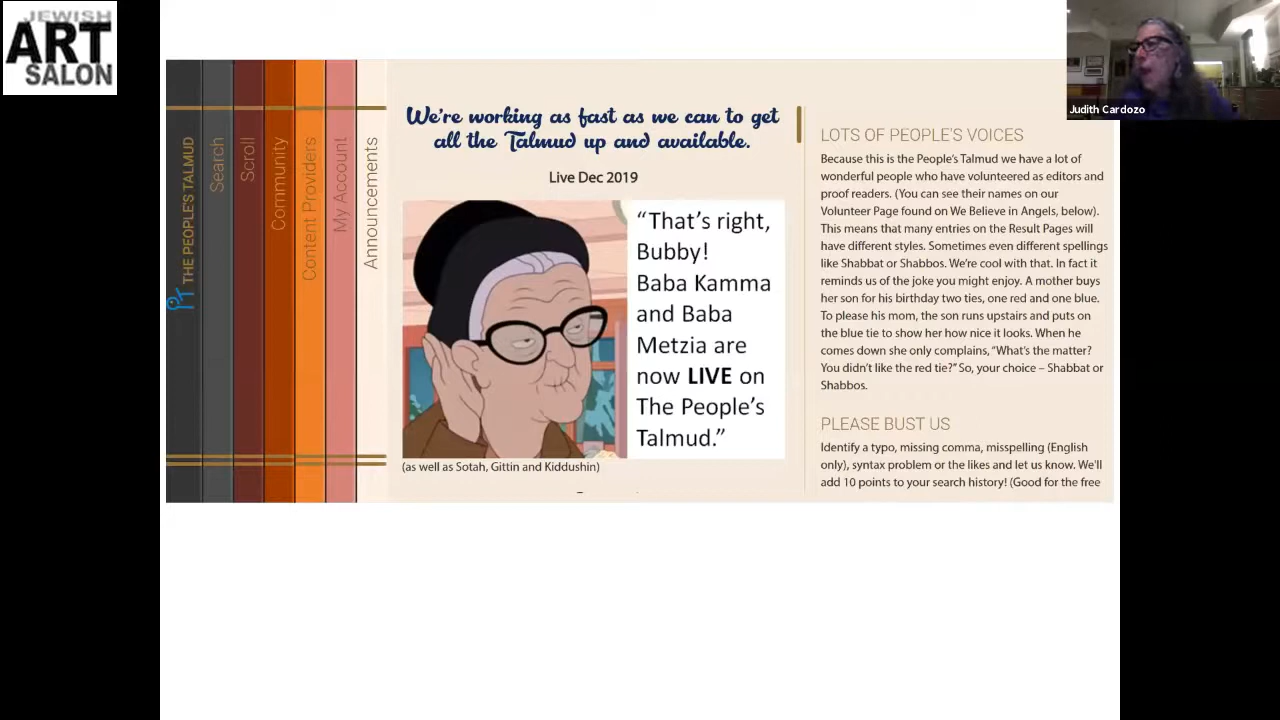 JEWISH
ART
SALON
THE PEOPLE'S TALMUD
Search
Scroll
Community
Content Providers
My Account
Announcements
We're working as fast as we can to get
all the Talmud up and available.
Live Dec 2019
"That's right,
Bubby!
Baba Kamma
and Baba
Metzia are
now LIVE on
The People's
Talmud."
(as well as Sotah, Gittin and Kiddushin)
LOTS OF PEOPLE'S VOICES
Because this is the People's Talmud we have a lot of
wonderful people who have volunteered as editors and
proof readers. (You can see their names on our
Volunteer Page found on We Believe in Angels, below).
This means that many entries on the Result Pages will
have different styles. Sometimes even different spellings
like Shabbat or Shabbos. We're cool with that. In fact it
reminds us of the joke you might enjoy. A mother buys
her son for his birthday two ties, one red and one blue.
To please his mom, the son runs upstairs and puts on
the blue tie to show her how nice it looks. When he
comes down she only complains, "What's the matter?
You didn't like the red tie?" So, your choice – Shabbat or
Shabbos.
PLEASE BUST US
Identify a typo, missing comma, misspelling (English
only), syntax problem or the likes and let us know. We'll
add 10 points to your search history! (Good for the free
Judith Cardozo